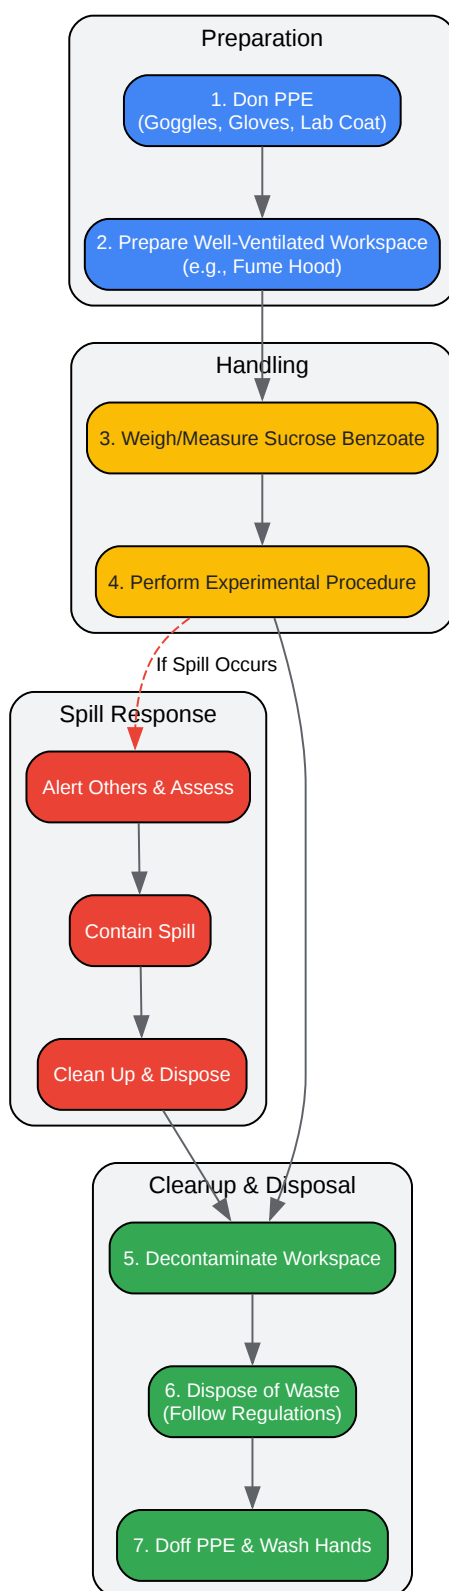 Preparation
1. Don PPE
(Goggles, Gloves, Lab Coat)
2. Prepare Well-Ventilated Workspace
(e.g., Fume Hood)
Handling
3. Weigh/Measure Sucrose Benzoate
4. Perform Experimental Procedure
If Spill Occurs
Spill Response
Alert Others & Assess
Contain Spill
Clean Up & Dispose
Cleanup & Disposal
5. Decontaminate Workspace
6. Dispose of Waste
(Follow Regulations)
7. Doff PPE & Wash Hands